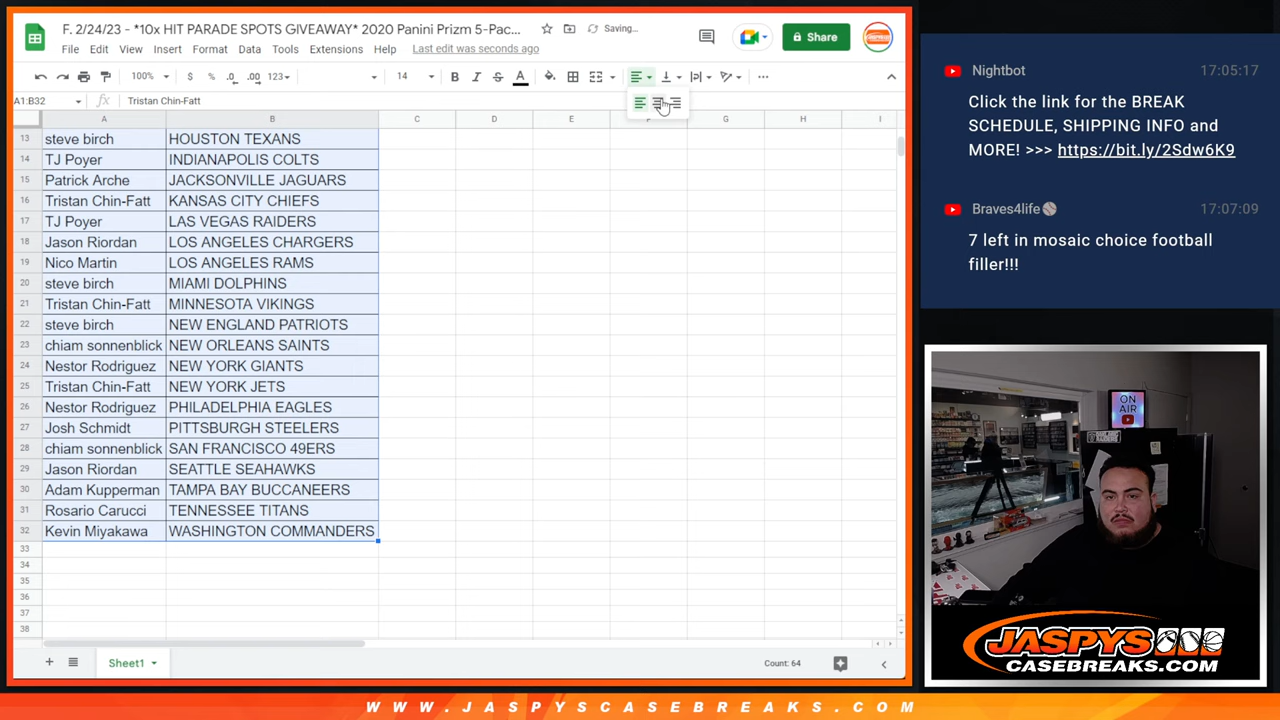 F. 2/24/23 - *10x HIT PARADE SPOTS GIVEAWAY* 2020 Panini Prizm 5-Pac...
Saving...
Share
File Edit View Insert Format Data Tools Extensions Help Last edit was seconds ago
100% $ % .0 .00 123 14 B I S A
A1:B32 fx Tristan Chin-Fatt
A B C D E F G H I
13 steve birch HOUSTON TEXANS
14 TJ Poyer INDIANAPOLIS COLTS
15 Patrick Arche JACKSONVILLE JAGUARS
16 Tristan Chin-Fatt KANSAS CITY CHIEFS
17 TJ Poyer LAS VEGAS RAIDERS
18 Jason Riordan LOS ANGELES CHARGERS
19 Nico Martin LOS ANGELES RAMS
20 steve birch MIAMI DOLPHINS
21 Tristan Chin-Fatt MINNESOTA VIKINGS
22 steve birch NEW ENGLAND PATRIOTS
23 chiam sonnenblick NEW ORLEANS SAINTS
24 Nestor Rodriguez NEW YORK GIANTS
25 Tristan Chin-Fatt NEW YORK JETS
26 Nestor Rodriguez PHILADELPHIA EAGLES
27 Josh Schmidt PITTSBURGH STEELERS
28 chiam sonnenblick SAN FRANCISCO 49ERS
29 Jason Riordan SEATTLE SEAHAWKS
30 Adam Kupperman TAMPA BAY BUCCANEERS
31 Rosario Carucci TENNESSEE TITANS
32 Kevin Miyakawa WASHINGTON COMMANDERS
33
34
35
36
37
38
Sheet1
Count: 64
Nightbot 17:05:17
Click the link for the BREAK
SCHEDULE, SHIPPING INFO and
MORE! >>> https://bit.ly/2Sdw6K9
Braves4life 17:07:09
7 left in mosaic choice football
filler!!!
ON
AIR
JASPYS
CASEBREAKS.COM
WWW.JASPYSCASEBREAKS.COM